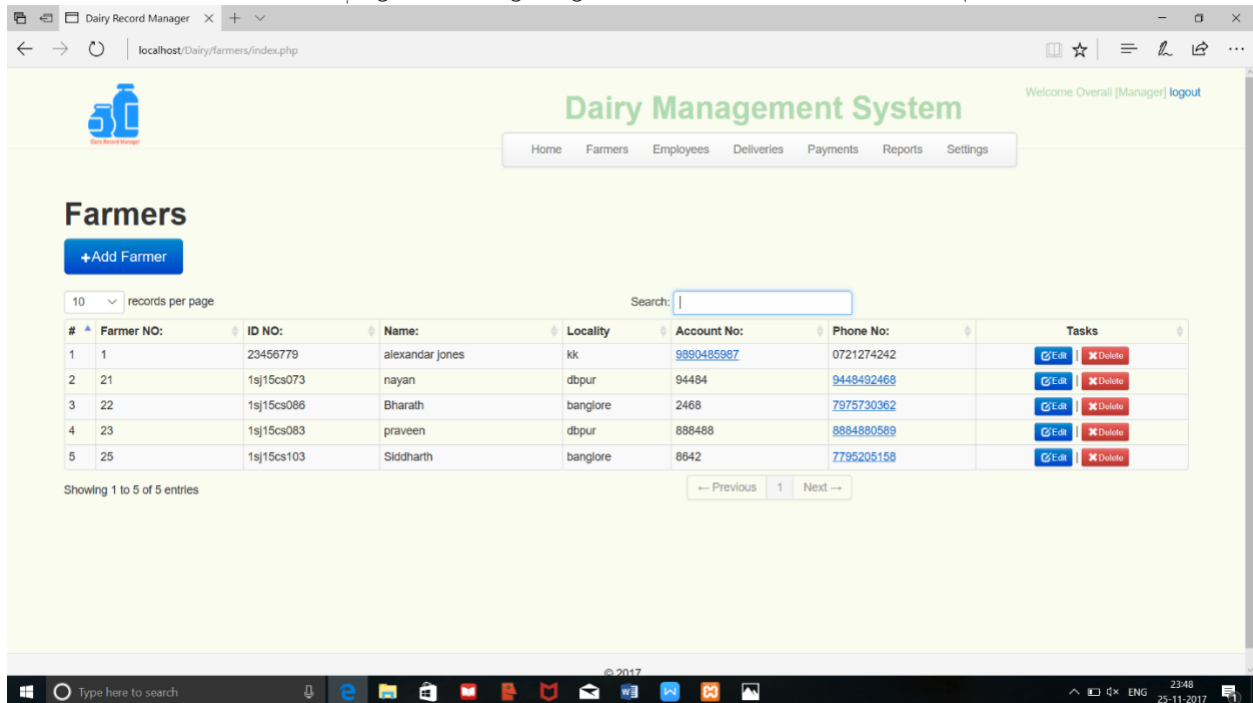 Dairy Record Manager
localhost/Dairy/farmers/index.php
Welcome Overall [Manager] logout
Dairy Management System
Dairy Record Manager
Home Farmers Employees Deliveries Payments Reports Settings
Farmers
+Add Farmer
10 records per page Search:
# Farmer NO: ID NO: Name: Locality Account No: Phone No: Tasks
1 1 23456779 alexandar jones kk 9890485987 0721274242 Edit | Delete
2 21 1sj15cs073 nayan dbpur 94484 9448492468 Edit | Delete
3 22 1sj15cs086 Bharath banglore 2468 7975730362 Edit | Delete
4 23 1sj15cs083 praveen dbpur 888488 8884880589 Edit | Delete
5 25 1sj15cs103 Siddharth banglore 8642 7795205158 Edit | Delete
Showing 1 to 5 of 5 entries ← Previous 1 Next →
© 2017
Type here to search ENG 23:48
25-11-2017 1